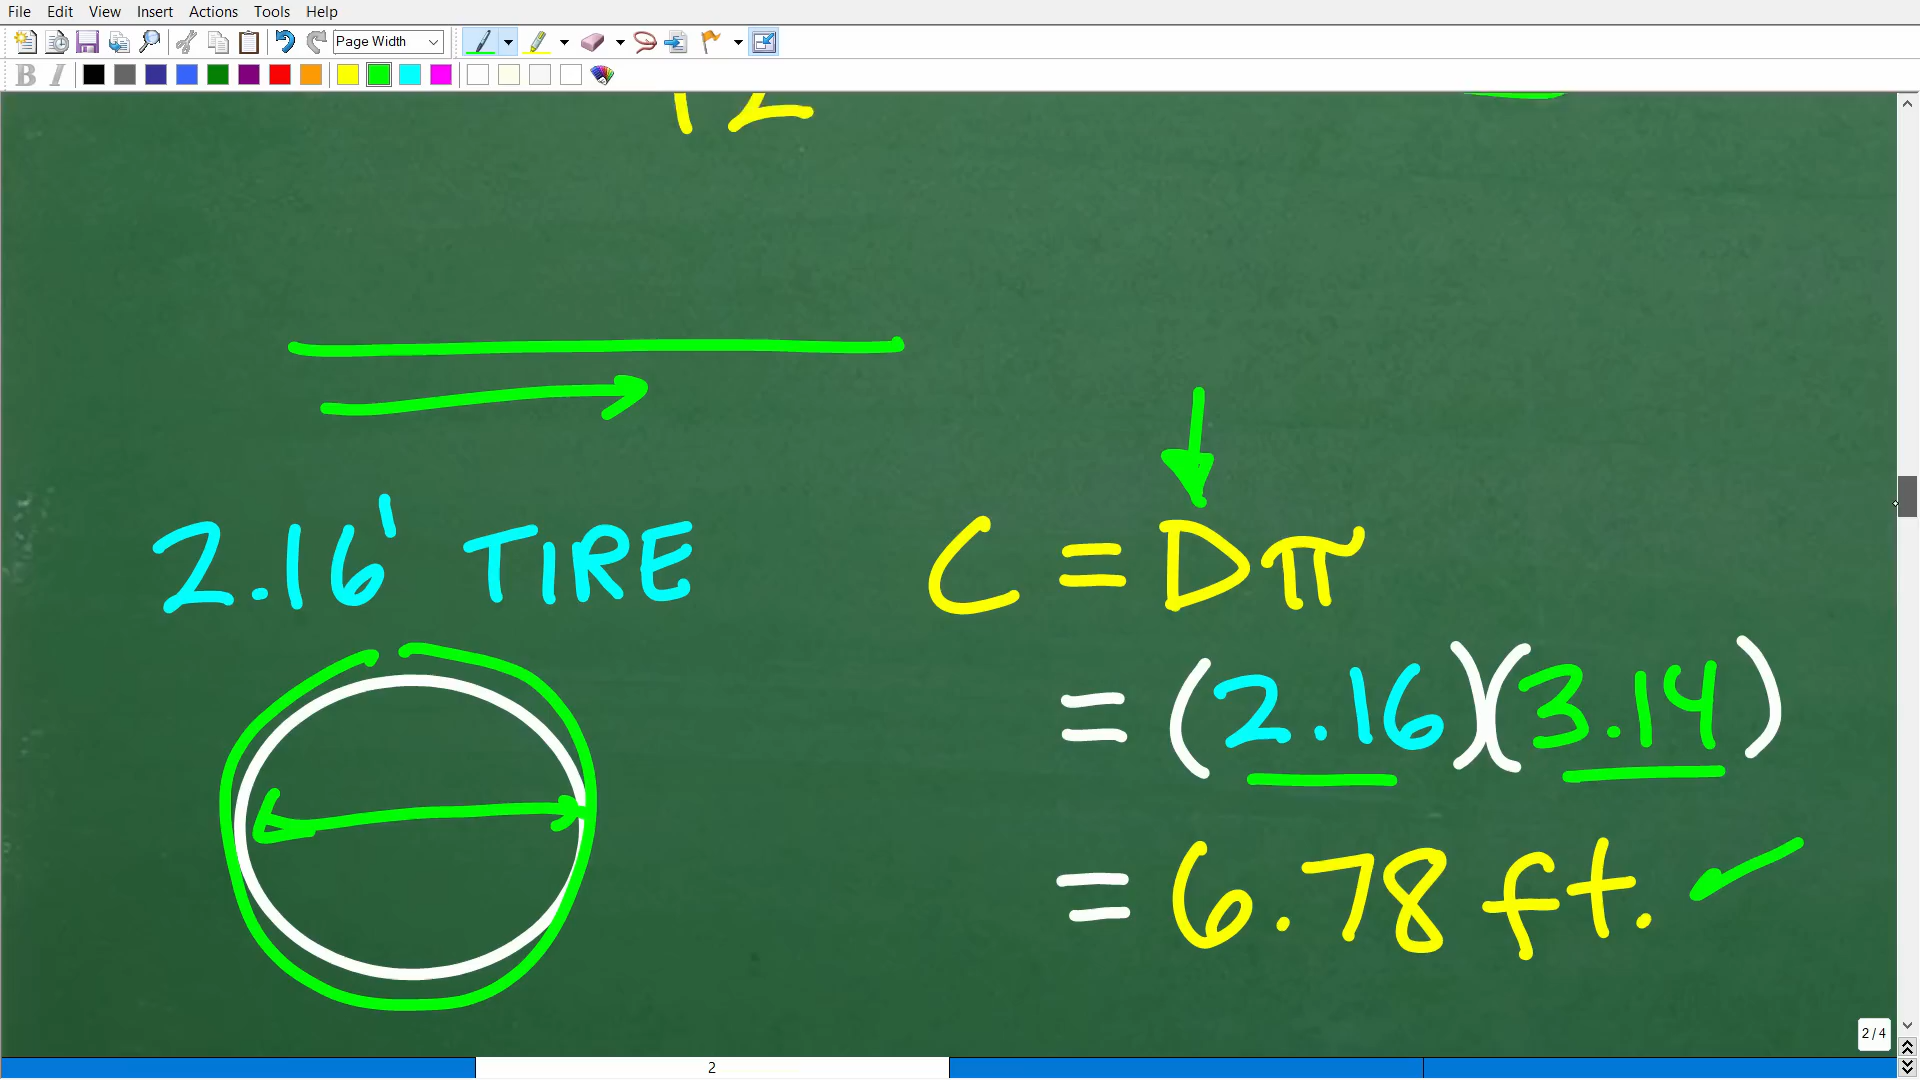 File Edit View Insert Actions Tools Help
Page Width
B I
12
2.16' TIRE
C = Dπ
= (2.16)(3.14)
= 6.78 ft.
2 / 4
2